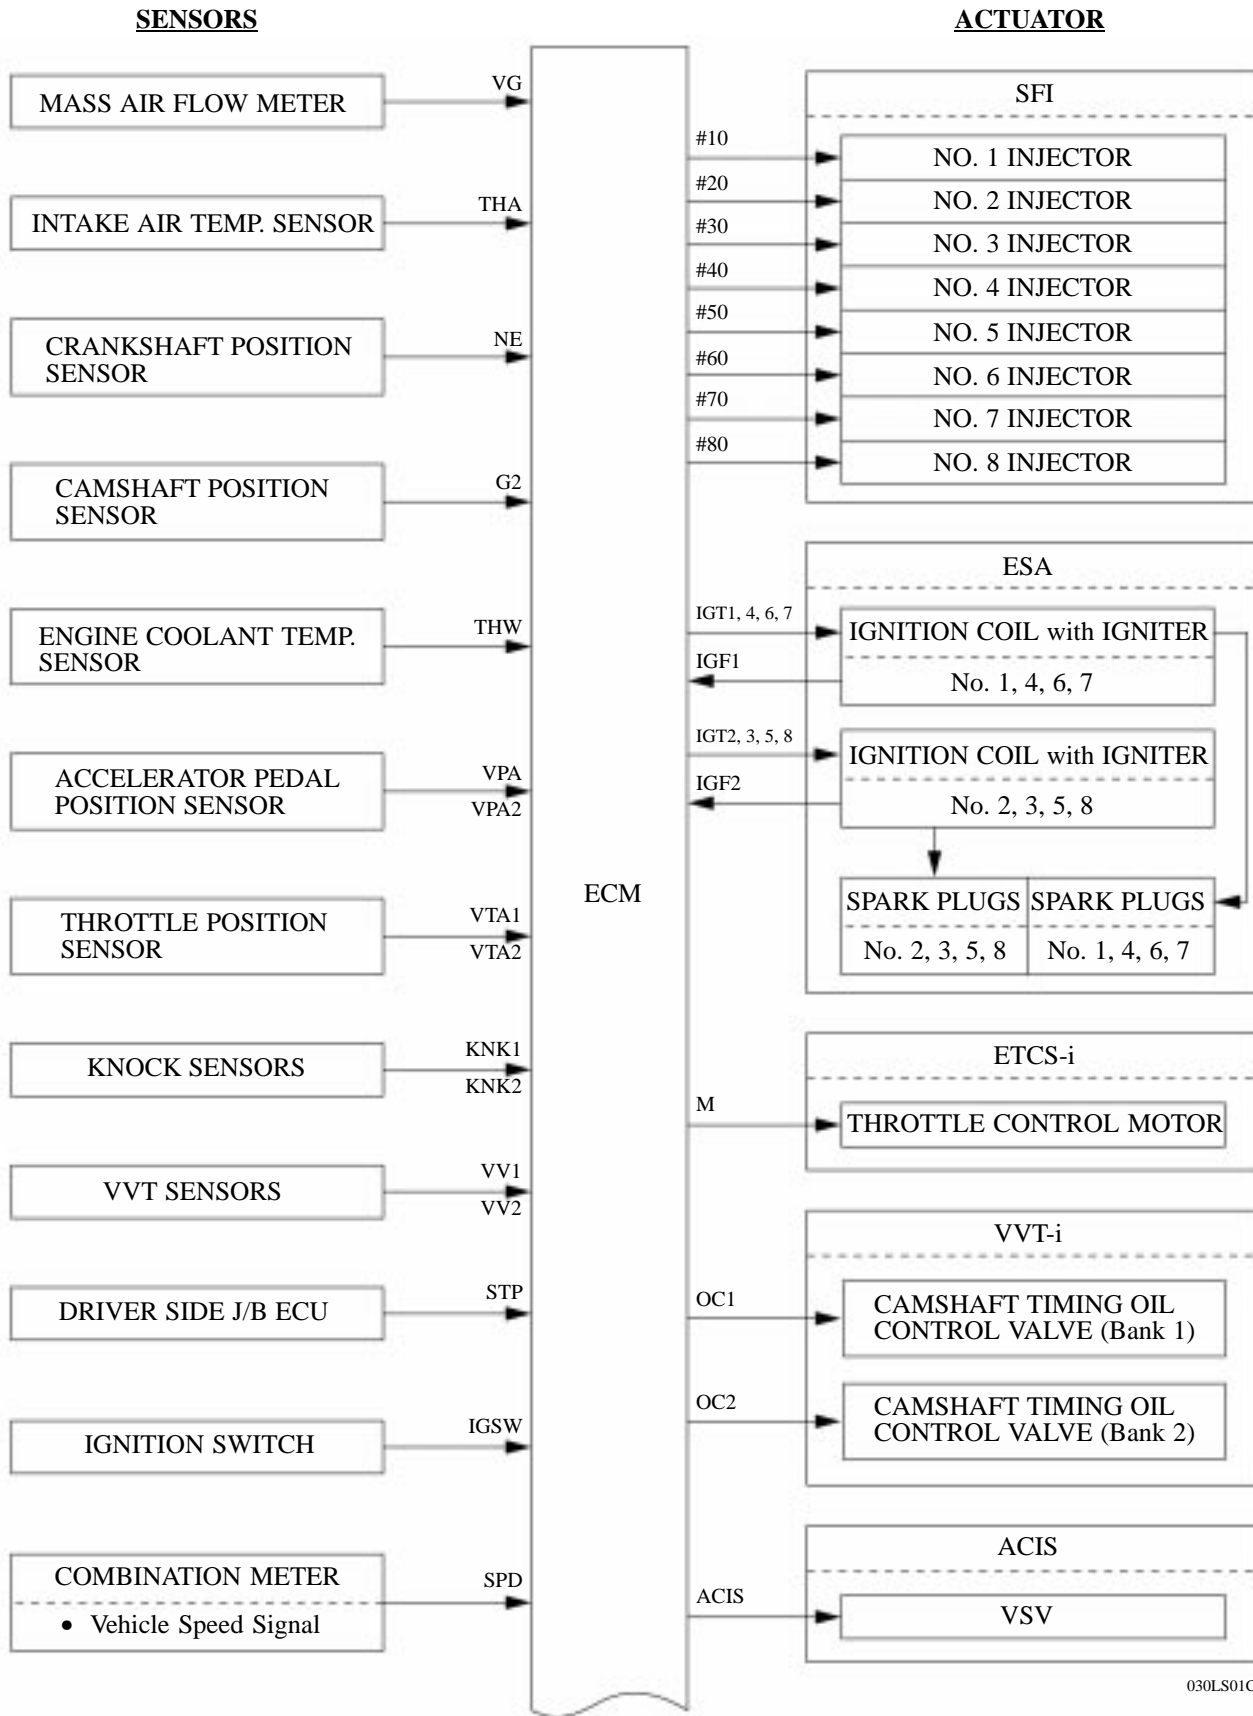 SENSORS
ACTUATOR
MASS AIR FLOW METER
VG
INTAKE AIR TEMP. SENSOR
THA
CRANKSHAFT POSITION
SENSOR
NE
CAMSHAFT POSITION
SENSOR
G2
ENGINE COOLANT TEMP.
SENSOR
THW
ACCELERATOR PEDAL
POSITION SENSOR
VPA
VPA2
THROTTLE POSITION
SENSOR
VTA1
VTA2
KNOCK SENSORS
KNK1
KNK2
VVT SENSORS
VV1
VV2
DRIVER SIDE J/B ECU
STP
IGNITION SWITCH
IGSW
COMBINATION METER
• Vehicle Speed Signal
SPD
ECM
SFI
#10
NO. 1 INJECTOR
#20
NO. 2 INJECTOR
#30
NO. 3 INJECTOR
#40
NO. 4 INJECTOR
#50
NO. 5 INJECTOR
#60
NO. 6 INJECTOR
#70
NO. 7 INJECTOR
#80
NO. 8 INJECTOR
ESA
IGT1, 4, 6, 7
IGNITION COIL with IGNITER
IGF1
No. 1, 4, 6, 7
IGT2, 3, 5, 8
IGNITION COIL with IGNITER
IGF2
No. 2, 3, 5, 8
SPARK PLUGS
No. 2, 3, 5, 8
SPARK PLUGS
No. 1, 4, 6, 7
ETCS-i
M
THROTTLE CONTROL MOTOR
VVT-i
OC1
CAMSHAFT TIMING OIL
CONTROL VALVE (Bank 1)
OC2
CAMSHAFT TIMING OIL
CONTROL VALVE (Bank 2)
ACIS
ACIS
VSV
030LS01C